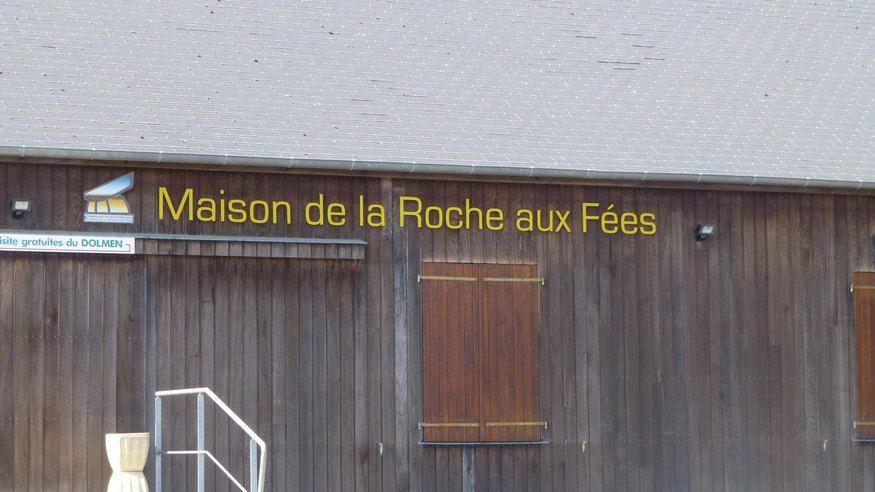 Maison de la Roche aux Fées
isite gratuites du DOLMEN